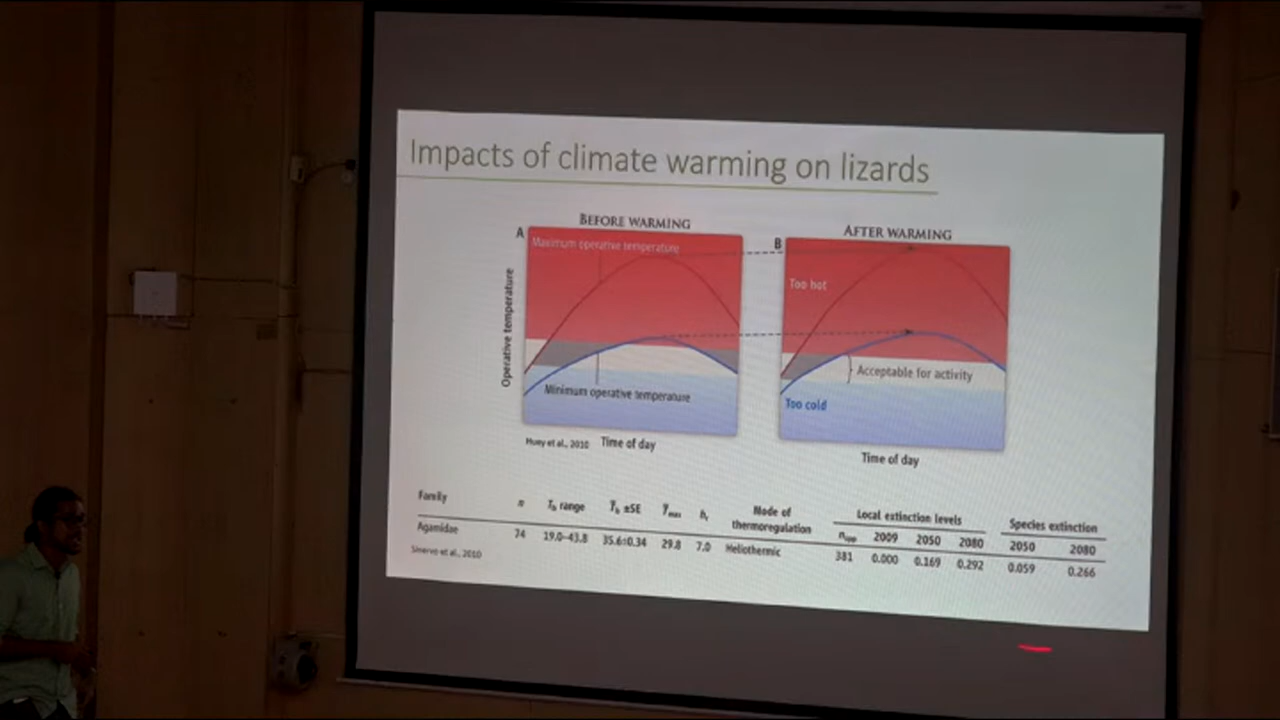 Impacts of climate warming on lizards
BEFORE WARMING
AFTER WARMING
A
B
Maximum operative temperature
Too hot
Operative temperature
Acceptable for activity
Minimum operative temperature
Too cold
Huey et al., 2010
Time of day
Time of day
Family n Tb range T̅b ±SE T̅max hr Mode of thermoregulation Local extinction levels Species extinction
nspp 2009 2050 2080 2050 2080
Agamidae 74 19.0–43.8 35.6±0.34 29.8 7.0 Heliothermic 381 0.000 0.169 0.292 0.059 0.266
Sinervo et al., 2010